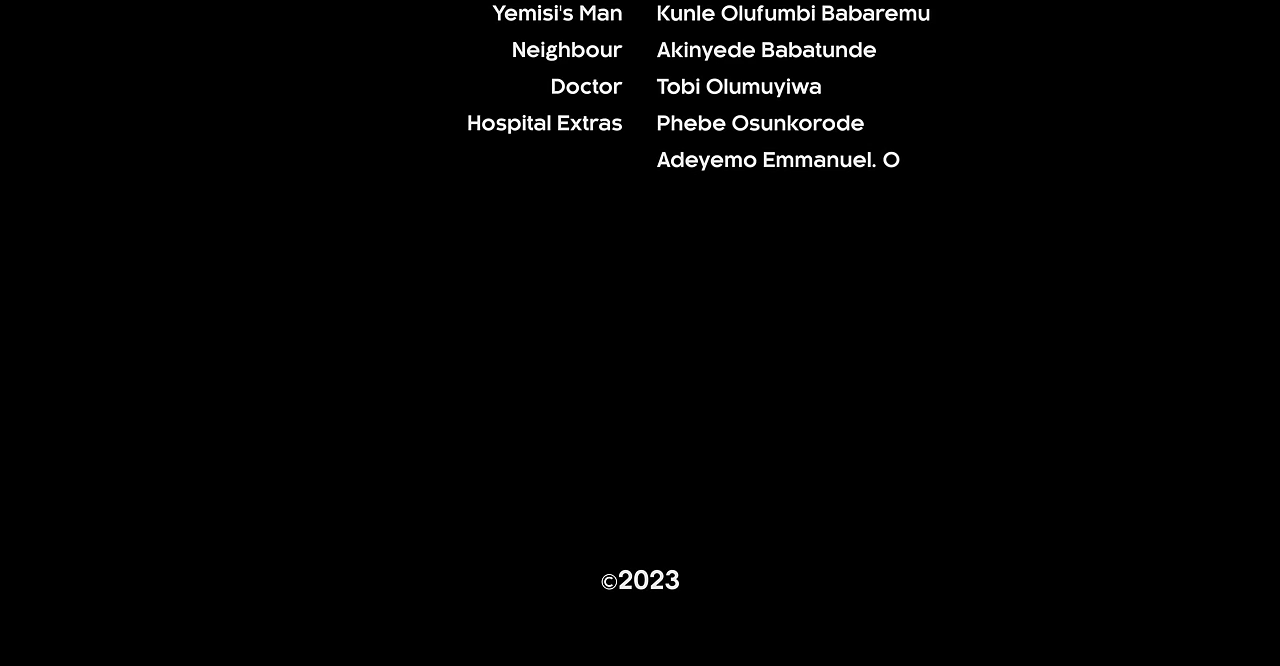 Yemisi's Man Kunle Olufumbi Babaremu
Neighbour Akinyede Babatunde
Doctor Tobi Olumuyiwa
Hospital Extras Phebe Osunkorode
Adeyemo Emmanuel. O
©2023